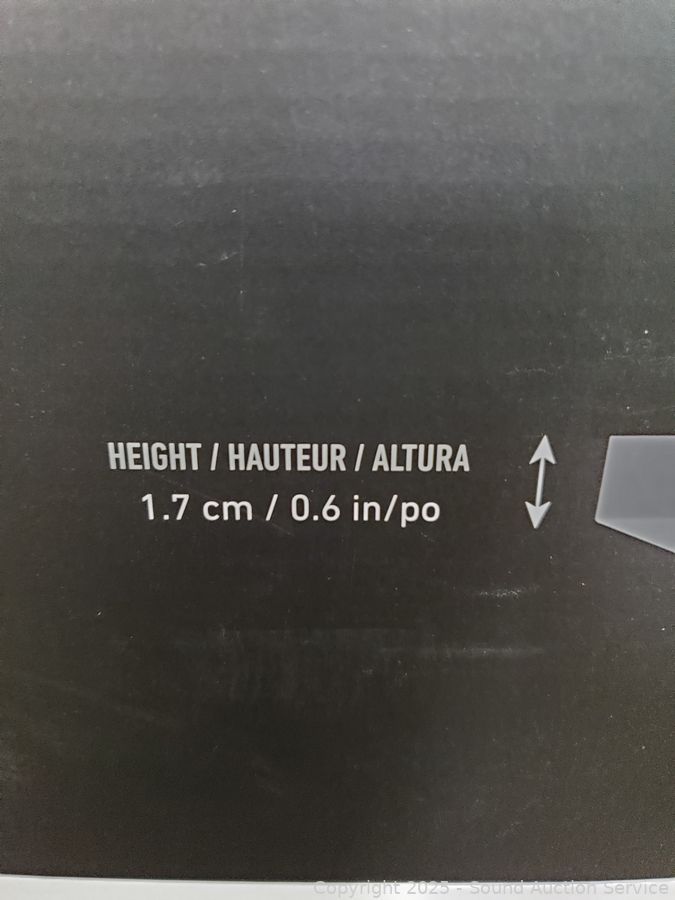 HEIGHT / HAUTEUR / ALTURA
1.7 cm / 0.6 in/po
Copyright 2025 - Sound Auction Service